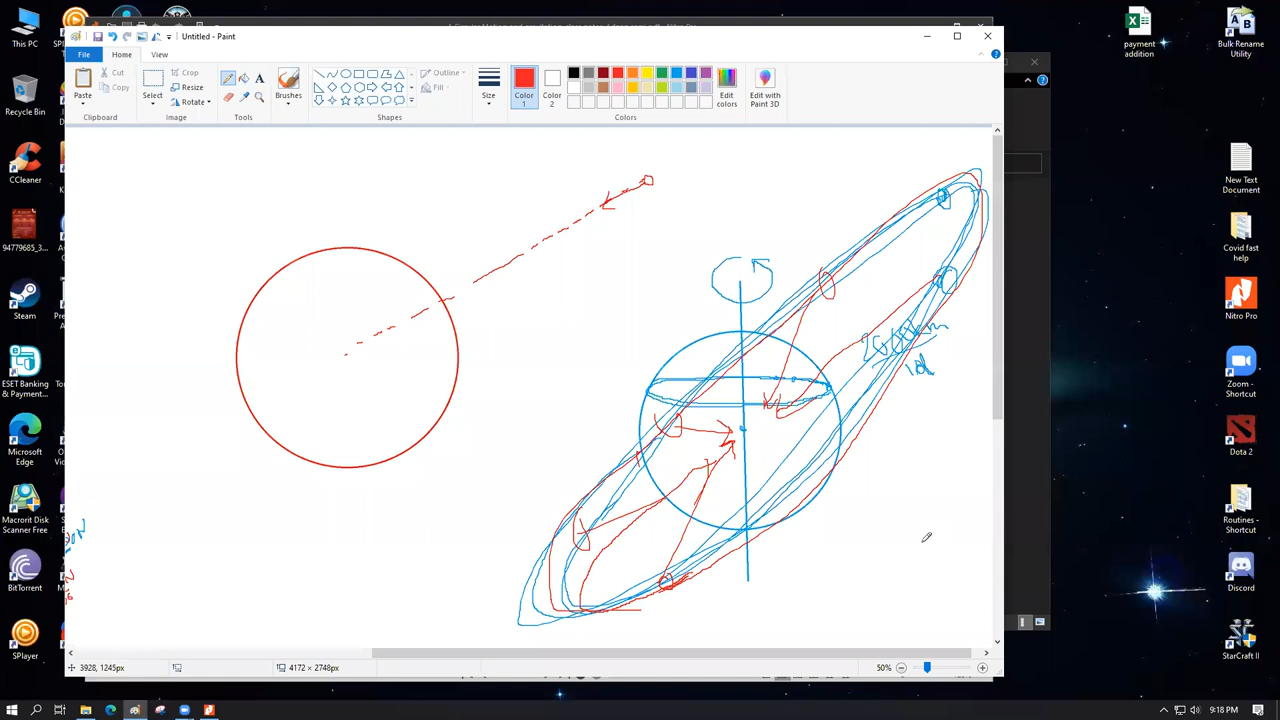 This PC
Recycle Bin
CCleaner
94779685_3...
Steam
ESET Banking
& Paymen...
Microsoft
Edge
Macrorit Disk
Scanner Free
BitTorrent
SPlayer
Untitled - Paint
File
Home
View
Paste
Cut
Copy
Clipboard
Select
Crop
Resize
Rotate
Image
Tools
A
Brushes
Shapes
Outline
Fill
Size
Color
1
Color
2
Edit
colors
Edit with
Paint 3D
Colors
1d
3928, 1245px
4172 × 2748px
50%
payment
addition
Bulk Rename
Utility
New Text
Document
Covid fast
help
Nitro Pro
Zoom -
Shortcut
Dota 2
Routines -
Shortcut
Discord
StarCraft II
9:18 PM